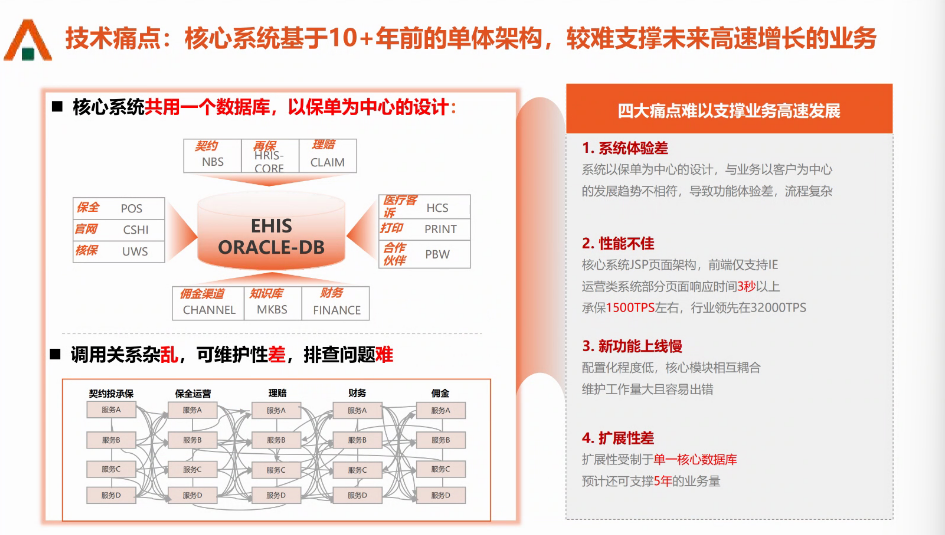 技术痛点：核心系统基于10+年前的单体架构，较难支撑未来高速增长的业务
■ 核心系统共用一个数据库，以保单为中心的设计：
契约 再保 理赔
NBS HRIS-CORE CLAIM
保全 POS
官网 CSHI
核保 UWS
EHIS
ORACLE-DB
医疗客诉 HCS
打印 PRINT
合作伙伴 PBW
佣金渠道 知识库 财务
CHANNEL MKBS FINANCE
■ 调用关系杂乱，可维护性差，排查问题难
契约投承保 保全运营 理赔 财务 佣金
服务A 服务A 服务A 服务A 服务A
服务B 服务B 服务B 服务B 服务B
服务C 服务C 服务C 服务C 服务C
服务D 服务D 服务D 服务D 服务D
四大痛点难以支撑业务高速发展
1. 系统体验差
系统以保单为中心的设计，与业务以客户为中心
的发展趋势不相符，导致功能体验差，流程复杂
2. 性能不佳
核心系统JSP页面架构，前端仅支持IE
运营类系统部分页面响应时间3秒以上
承保1500TPS左右，行业领先在32000TPS
3. 新功能上线慢
配置化程度低，核心模块相互耦合
维护工作量大且容易出错
4. 扩展性差
扩展性受制于单一核心数据库
预计还可支撑5年的业务量